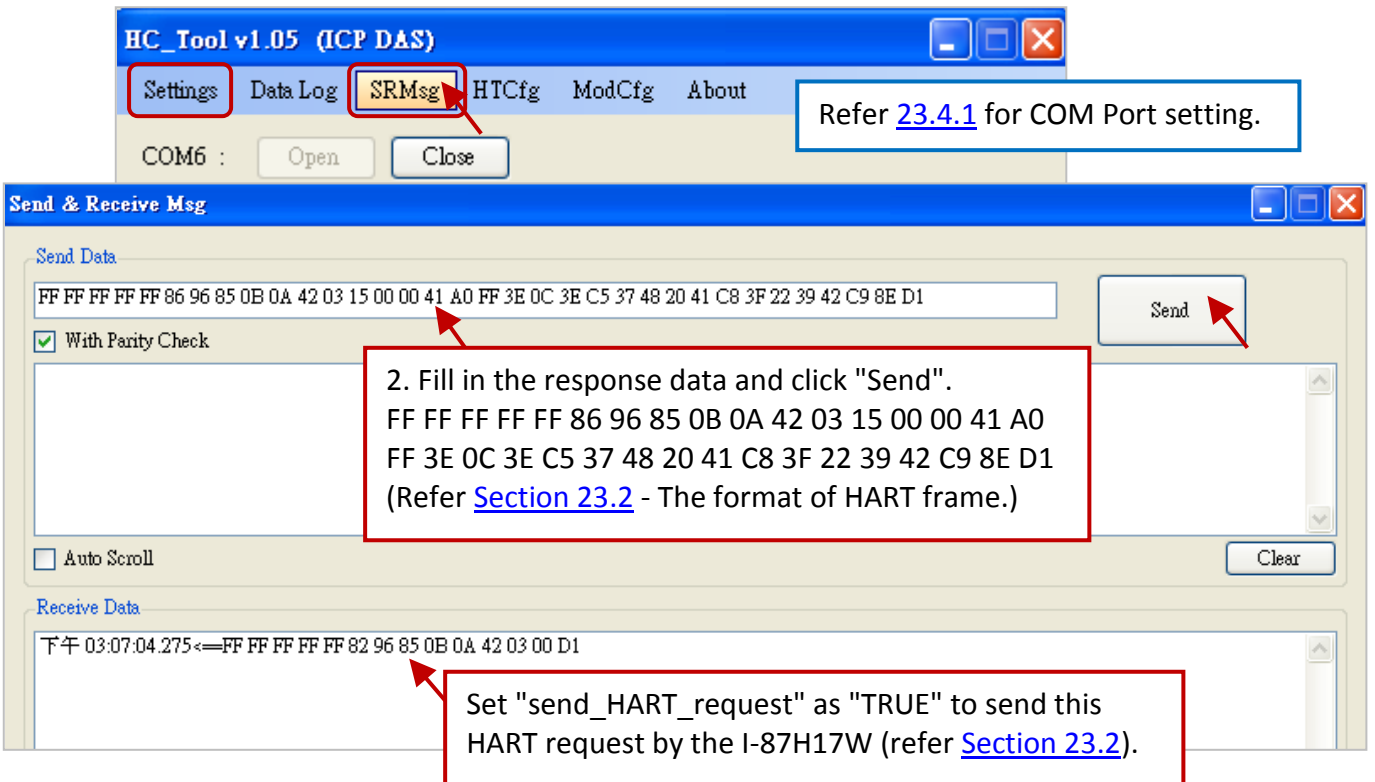 HC_Tool v1.05 (ICP DAS)
Settings Data Log SRMsg HTCfg ModCfg About
Refer 23.4.1 for COM Port setting.
COM6 : Open Close
Send & Receive Msg
Send Data
FF FF FF FF FF 86 96 85 0B 0A 42 03 15 00 00 41 A0 FF 3E 0C 3E C5 37 48 20 41 C8 3F 22 39 42 C9 8E D1
Send
With Parity Check
2. Fill in the response data and click "Send".
FF FF FF FF FF 86 96 85 0B 0A 42 03 15 00 00 41 A0
FF 3E 0C 3E C5 37 48 20 41 C8 3F 22 39 42 C9 8E D1
(Refer Section 23.2 - The format of HART frame.)
Auto Scroll
Clear
Receive Data
下午 03:07:04.275<==FF FF FF FF FF 82 96 85 0B 0A 42 03 00 D1
Set "send_HART_request" as "TRUE" to send this
HART request by the I-87H17W (refer Section 23.2).